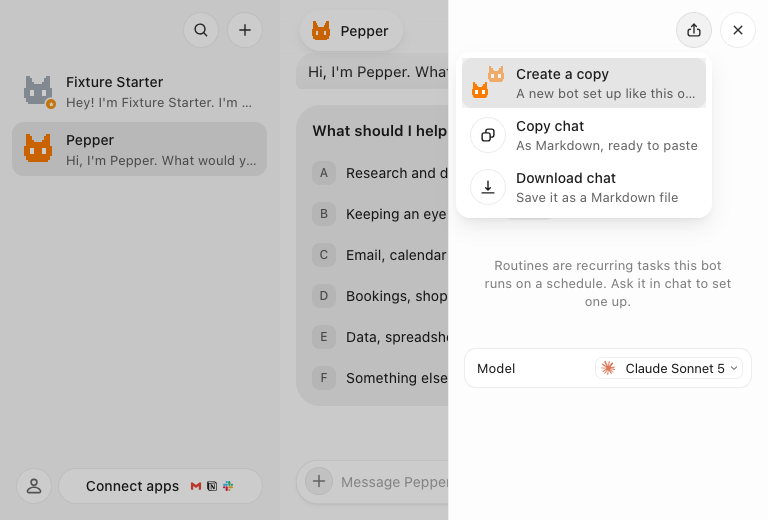 Fixture Starter
Hey! I'm Fixture Starter. I'm ...
Pepper
Hi, I'm Pepper. What would y...
Connect apps
Pepper
Hi, I'm Pepper. What
What should I help
A Research and d
B Keeping an eye
C Email, calendar
D Bookings, shop
E Data, spreadsh
F Something else
Message Pepper
Create a copy
A new bot set up like this o...
Copy chat
As Markdown, ready to paste
Download chat
Save it as a Markdown file
Routines are recurring tasks this bot
runs on a schedule. Ask it in chat to set
one up.
Model Claude Sonnet 5